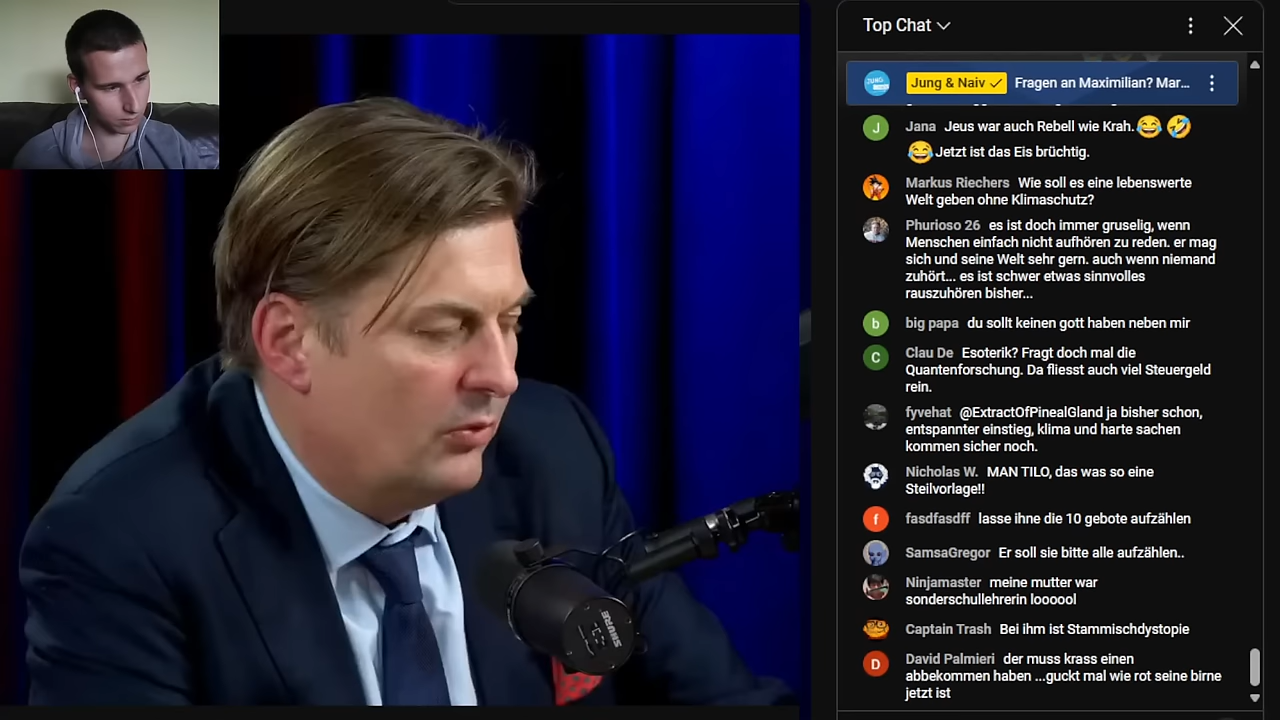 Top Chat
Jung & Naiv Fragen an Maximilian? Mar...
Jana Jeus war auch Rebell wie Krah.😂 🤣
😂Jetzt ist das Eis brüchtig.
Markus Riechers Wie soll es eine lebenswerte
Welt geben ohne Klimaschutz?
Phurioso 26 es ist doch immer gruselig, wenn
Menschen einfach nicht aufhören zu reden. er mag
sich und seine Welt sehr gern. auch wenn niemand
zuhört... es ist schwer etwas sinnvolles
rauszuhören bisher...
b
big papa du sollt keinen gott haben neben mir
C
Clau De Esoterik? Fragt doch mal die
Quantenforschung. Da fliesst auch viel Steuergeld
rein.
fyvehat @ExtractOfPinealGland ja bisher schon,
entspannter einstieg, klima und harte sachen
kommen sicher noch.
Nicholas W. MAN TILO, das was so eine
Steilvorlage!!
f
fasdfasdff lasse ihne die 10 gebote aufzählen
SamsaGregor Er soll sie bitte alle aufzählen..
Ninjamaster meine mutter war
sonderschullehrerin loooool
Captain Trash Bei ihm ist Stammischdystopie
D
David Palmieri der muss krass einen
abbekommen haben ...guckt mal wie rot seine birne
jetzt ist
SHURE
J